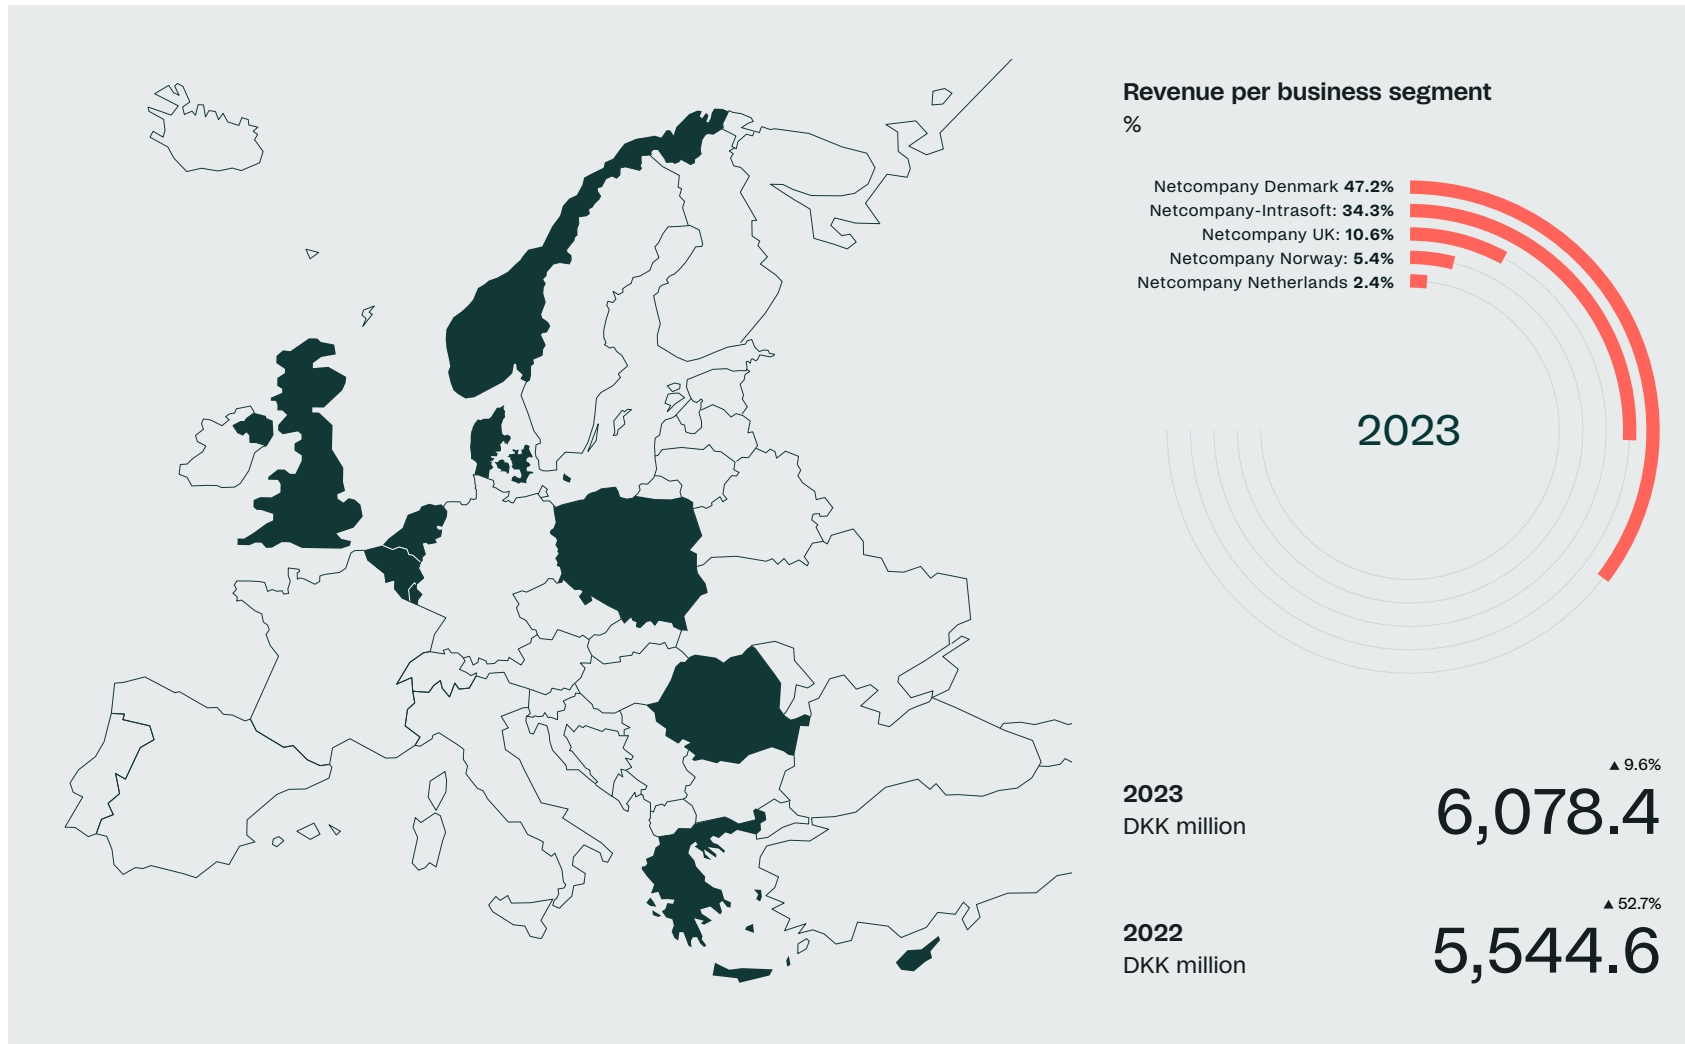 Revenue per business segment
%
Netcompany Denmark 47.2%
Netcompany-Intrasoft: 34.3%
Netcompany UK: 10.6%
Netcompany Norway: 5.4%
Netcompany Netherlands 2.4%
2023
▲ 9.6%
2023
DKK million
6,078.4
▲ 52.7%
2022
DKK million
5,544.6